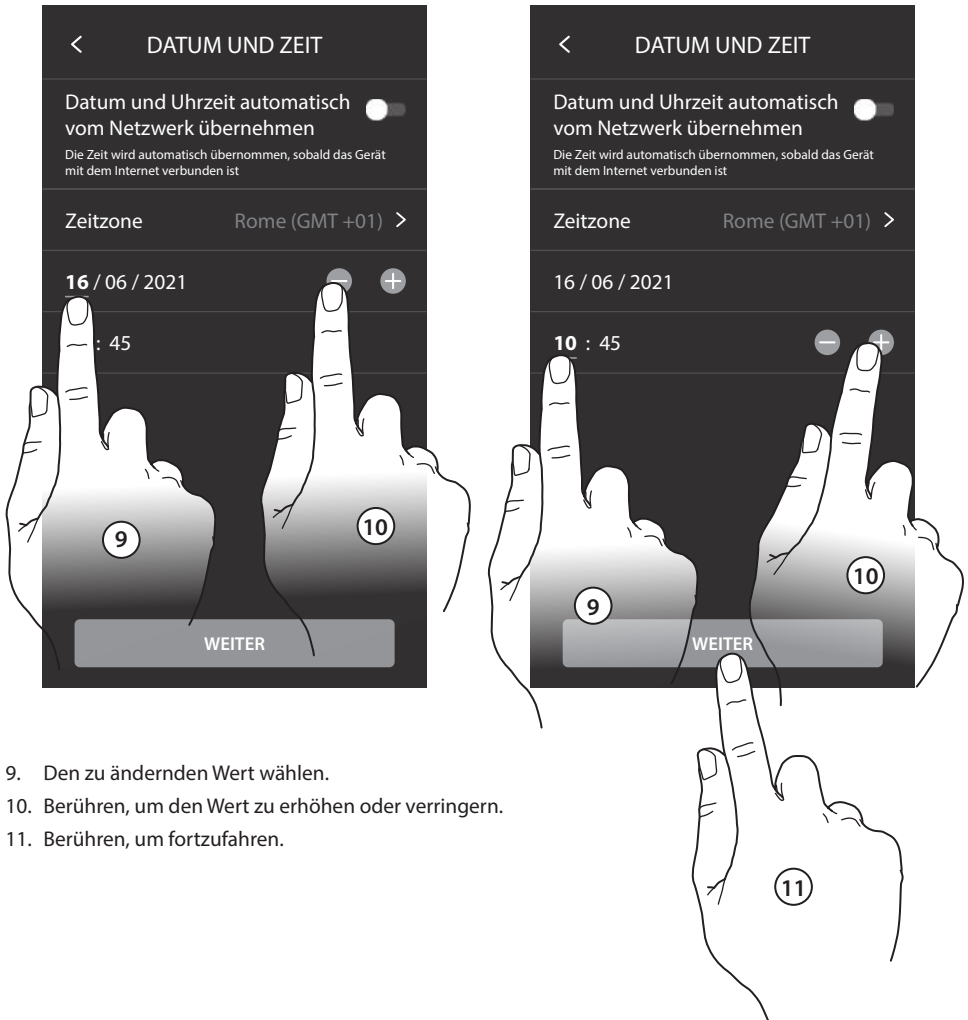 DATUM UND ZEIT
Datum und Uhrzeit automatisch
vom Netzwerk übernehmen
Die Zeit wird automatisch übernommen, sobald das Gerät
mit dem Internet verbunden ist
Zeitzone Rome (GMT +01)
16 / 06 / 2021
: 45
9
10
WEITER
DATUM UND ZEIT
Datum und Uhrzeit automatisch
vom Netzwerk übernehmen
Die Zeit wird automatisch übernommen, sobald das Gerät
mit dem Internet verbunden ist
Zeitzone Rome (GMT +01)
16 / 06 / 2021
10 : 45
10
9
WEITER
11
9. Den zu ändernden Wert wählen.
10. Berühren, um den Wert zu erhöhen oder verringern.
11. Berühren, um fortzufahren.